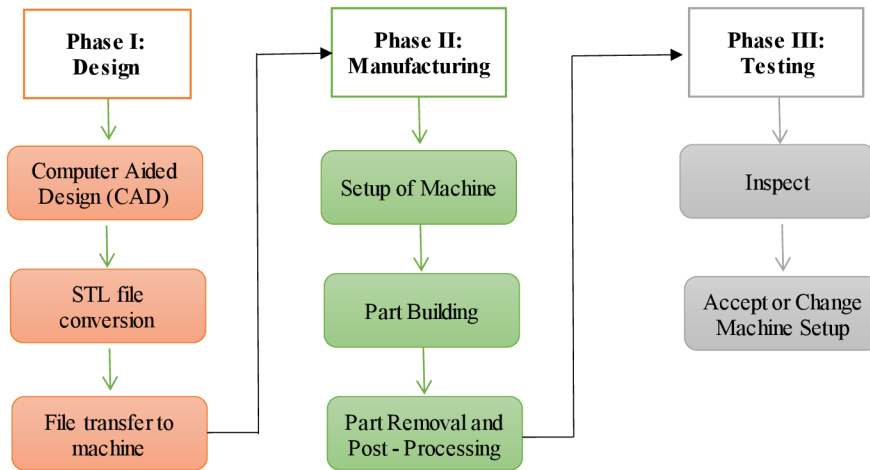 Phase I:
Design
Computer Aided
Design (CAD)
STL file
conversion
File transfer to
machine
Phase II:
Manufacturing
Setup of Machine
Part Building
Part Removal and
Post - Processing
Phase III:
Testing
Inspect
Accept or Change
Machine Setup